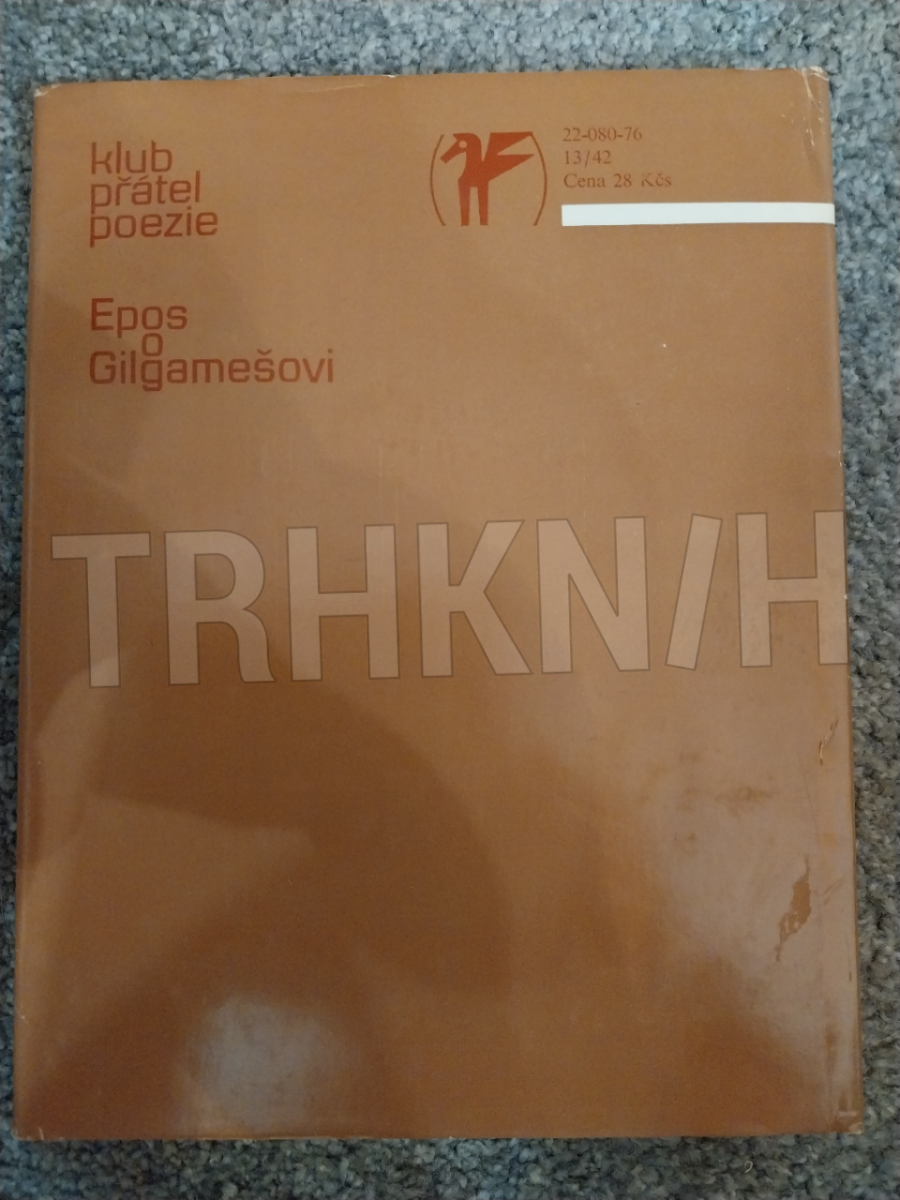 klub
přátel
poezie
22-080-76
13/42
Cena 28 Kčs
Epos
o
Gilgamešovi
TRHKN/H